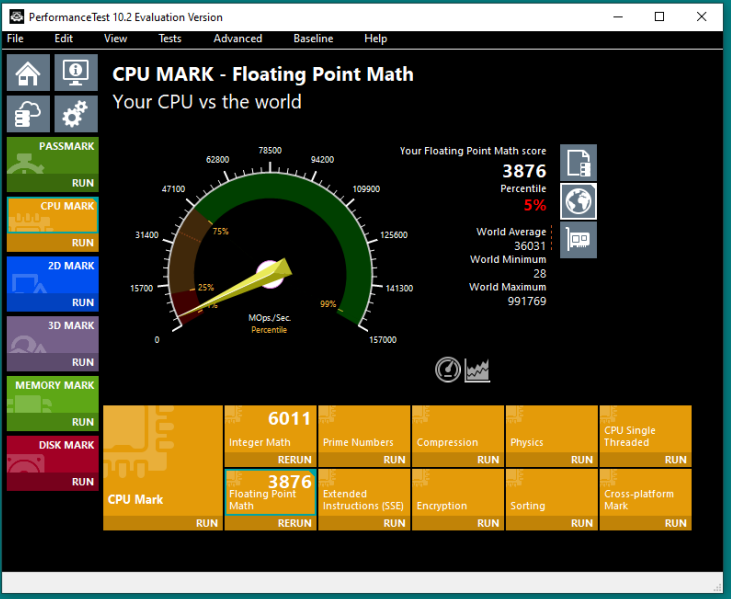 PerformanceTest 10.2 Evaluation Version
File Edit View Tests Advanced Baseline Help
CPU MARK - Floating Point Math
Your CPU vs the world
PASSMARK
RUN
CPU MARK
RUN
2D MARK
RUN
3D MARK
RUN
MEMORY MARK
RUN
DISK MARK
RUN
0
15700
31400
47100
62800
78500
94200
109900
125600
141300
157000
25%
75%
99%
MOps./Sec.
Percentile
Your Floating Point Math score
3876
Percentile
5%
World Average
36031
World Minimum
28
World Maximum
991769
CPU Mark
RUN
6011
Integer Math
RERUN
Prime Numbers
RUN
Compression
RUN
Physics
RUN
CPU Single
Threaded
RUN
3876
Floating Point
Math
RERUN
Extended
Instructions (SSE)
RUN
Encryption
RUN
Sorting
RUN
Cross-platform
Mark
RUN